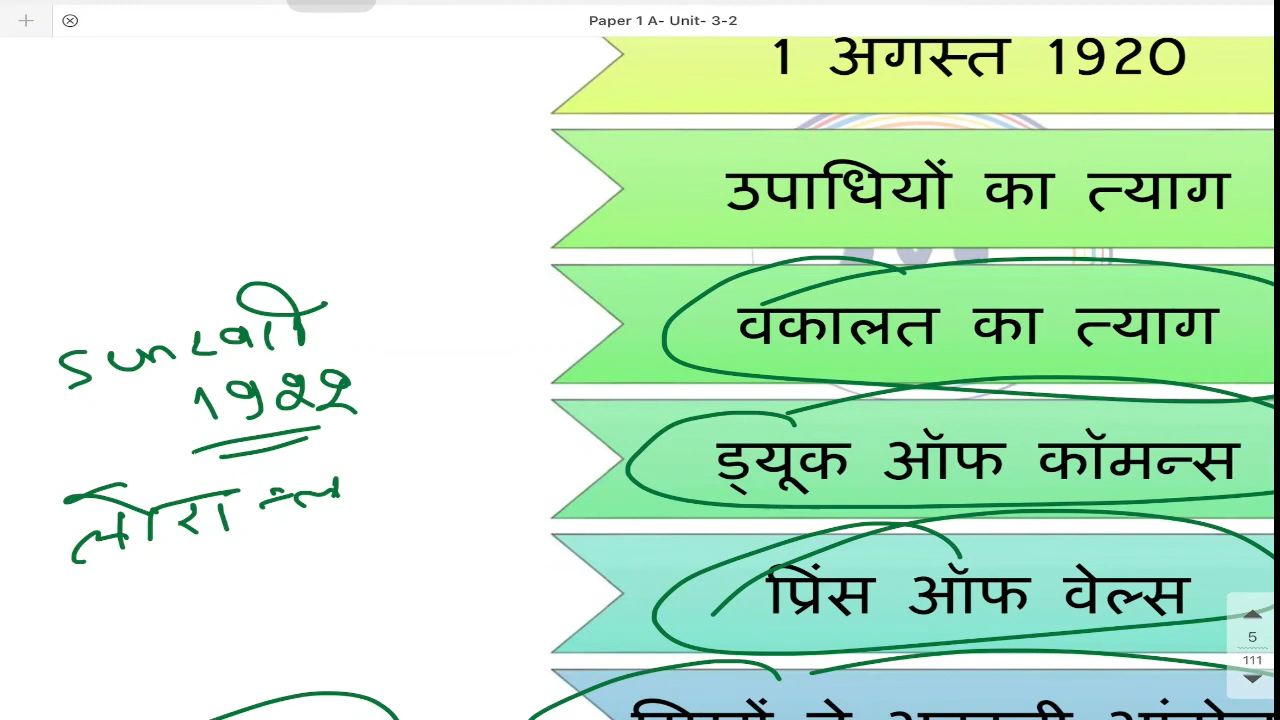 Paper 1 A- Unit- 3-2
1 अगस्त 1920
उपाधियों का त्याग
वकालत का त्याग
ड्यूक ऑफ कॉमन्स
प्रिंस ऑफ वेल्स
1922
5
111